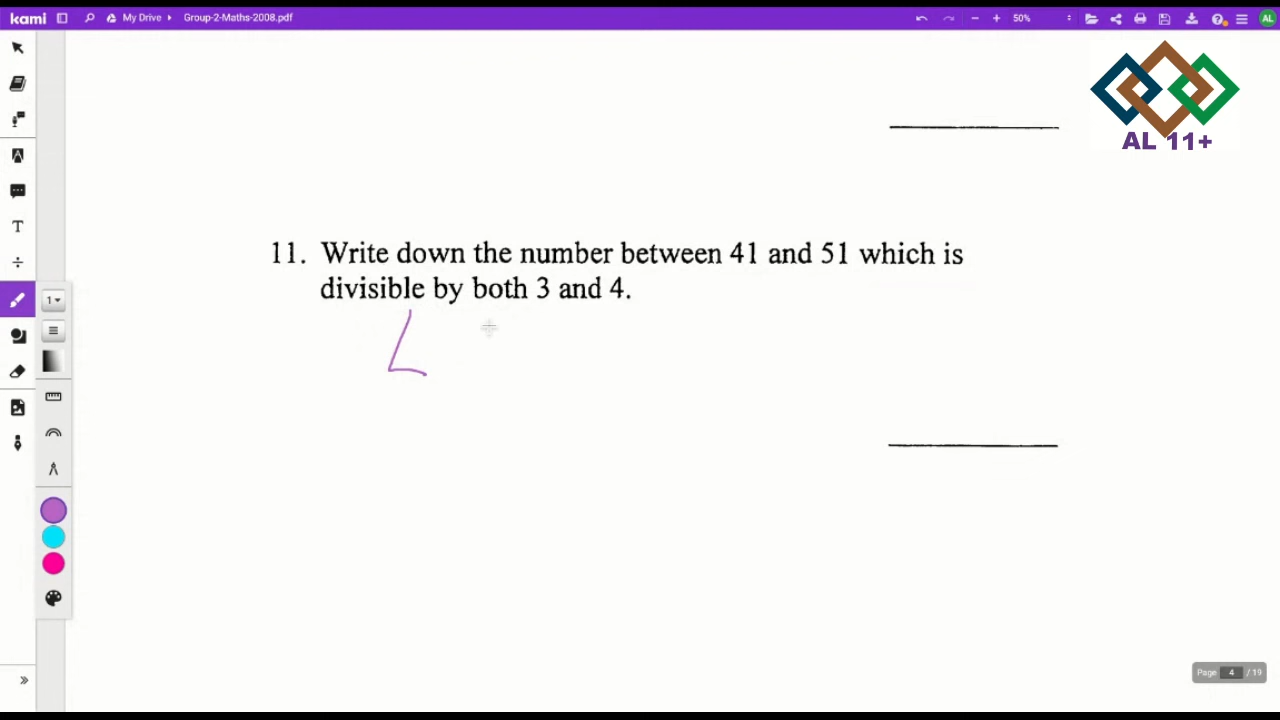 kami My Drive Group-2-Maths-2008.pdf 50% AL
AL 11+
11. Write down the number between 41 and 51 which is
divisible by both 3 and 4.
1
T
Page 4 / 19